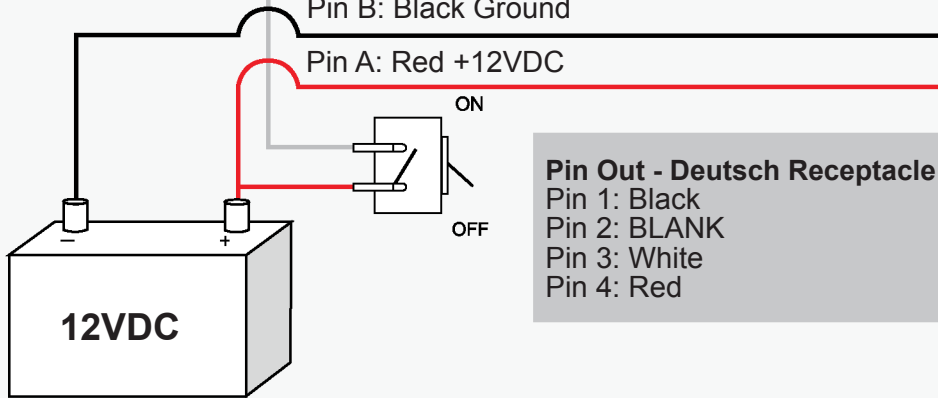 Pin B: Black Ground
Pin A: Red +12VDC
ON
OFF
Pin Out - Deutsch Receptacle
Pin 1: Black
Pin 2: BLANK
Pin 3: White
Pin 4: Red
– +
12VDC